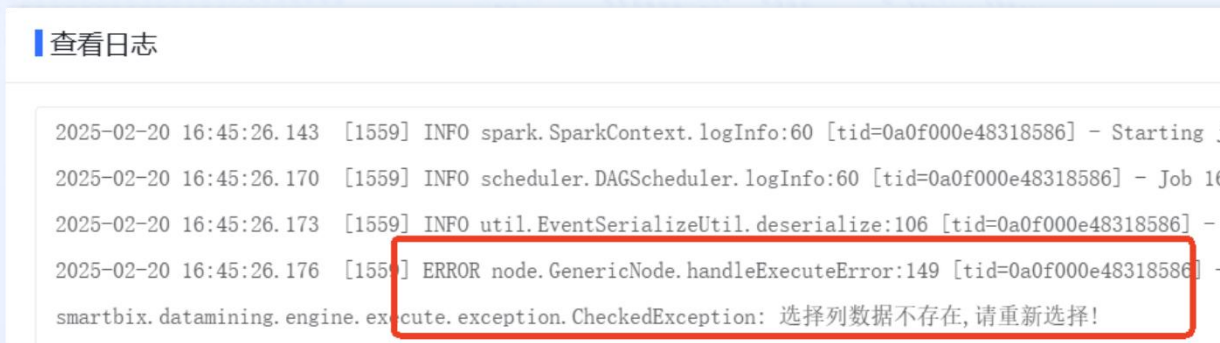 查看日志
2025-02-20 16:45:26.143 [1559] INFO spark.SparkContext.logInfo:60 [tid=0a0f000e48318586] - Starting
2025-02-20 16:45:26.170 [1559] INFO scheduler.DAGScheduler.logInfo:60 [tid=0a0f000e48318586] - Job 16
2025-02-20 16:45:26.173 [1559] INFO util.EventSerializeUtil.deserialize:106 [tid=0a0f000e48318586] -
2025-02-20 16:45:26.176 [1559] ERROR node.GenericNode.handleExecuteError:149 [tid=0a0f000e48318586] -
smartbix.datamining.engine.execute.exception.CheckedException: 选择列数据不存在,请重新选择!